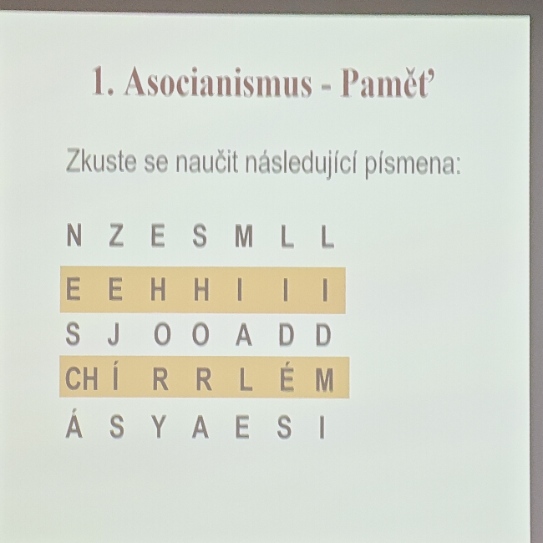 1. Asocianismus - Paměť
Zkuste se naučit následující písmena:
N Z E S M L L
E E H H I I I
S J O O A D D
CH Í R R L É M
Á S Y A E S I